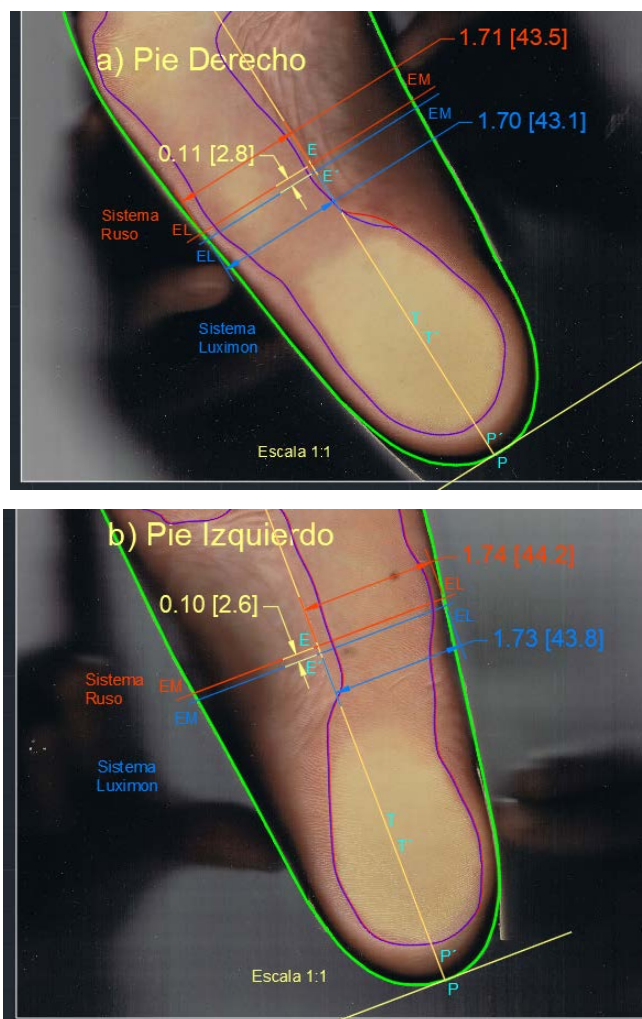 a) Pie Derecho
1.71 [43.5]
EM
EM
1.70 [43.1]
0.11 [2.8]
E
E´
Sistema
Ruso
EL
EL
Sistema
Luximon
T
T´
Escala 1:1
P´
P
b) Pie Izquierdo
1.74 [44.2]
0.10 [2.6]
EL
EL
E
E´
1.73 [43.8]
Sistema
Ruso
EM
EM
Sistema
Luximon
T
T´
P´
Escala 1:1
P